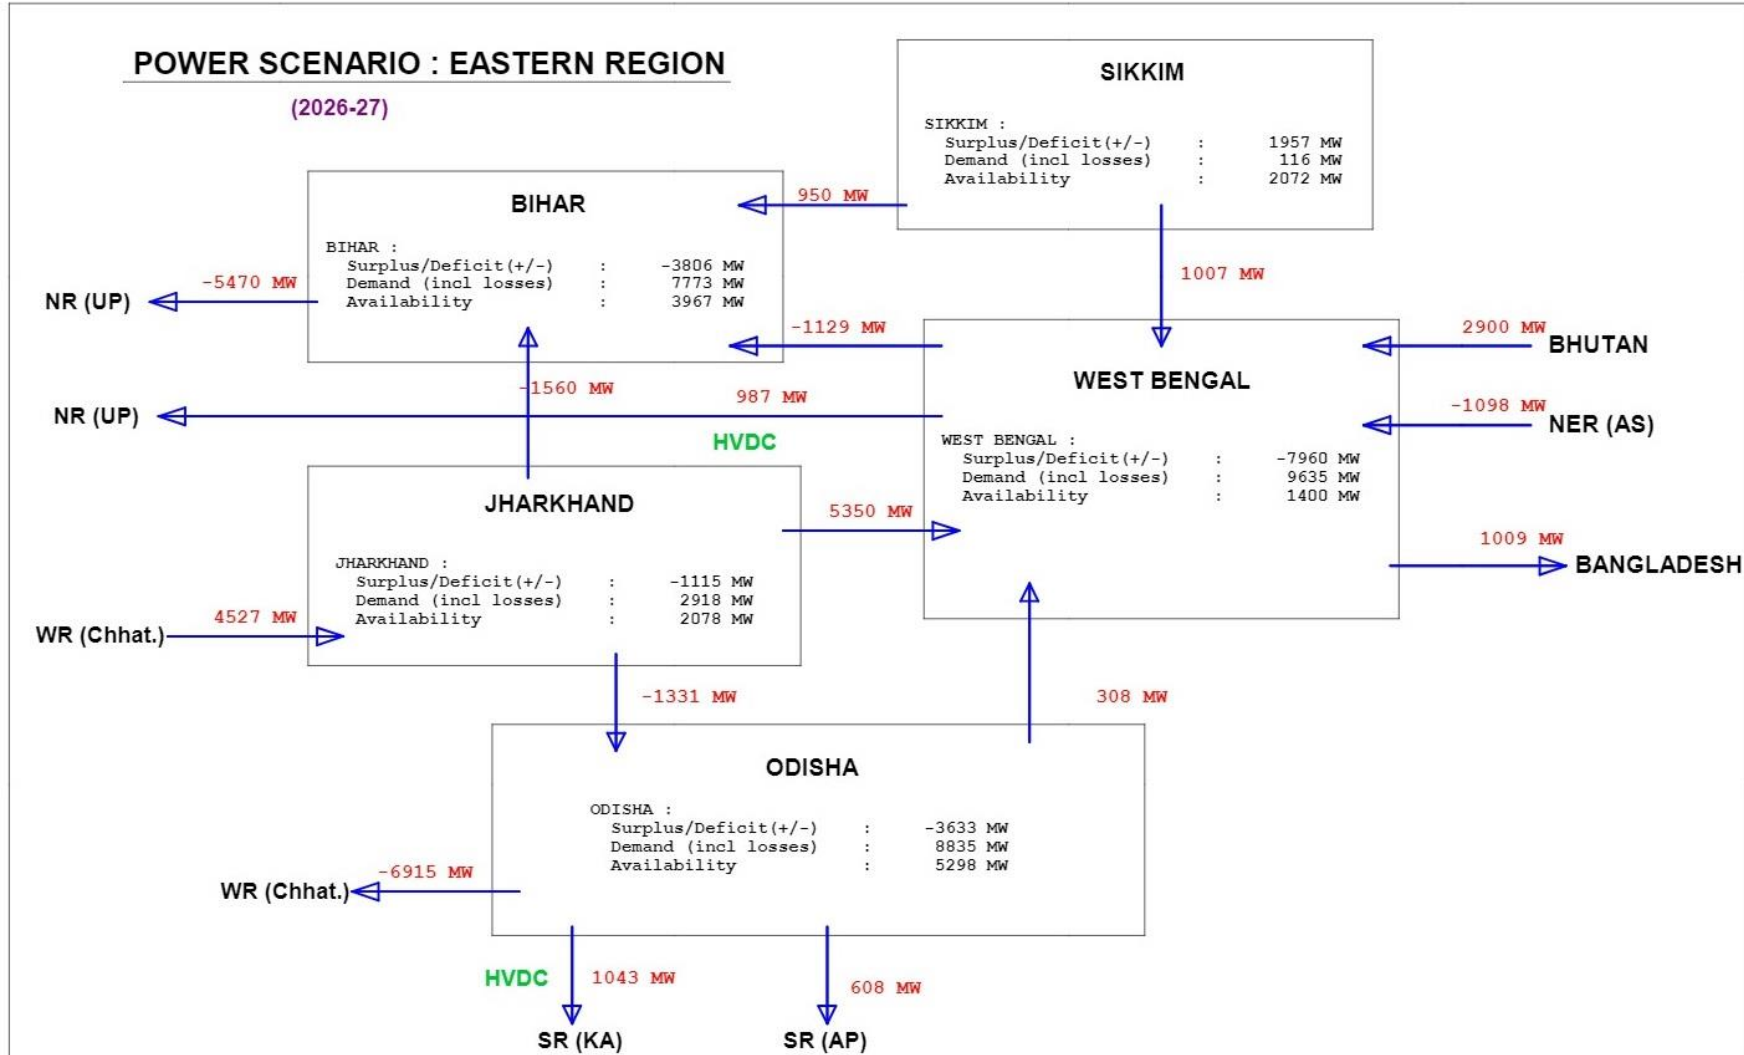 POWER SCENARIO : EASTERN REGION
(2026-27)
SIKKIM
SIKKIM :
Surplus/Deficit(+/-) : 1957 MW
Demand (incl losses) : 116 MW
Availability : 2072 MW
950 MW
1007 MW
BIHAR
BIHAR :
Surplus/Deficit(+/-) : -3806 MW
Demand (incl losses) : 7773 MW
Availability : 3967 MW
-5470 MW
NR (UP)
-1129 MW
2900 MW
BHUTAN
-1560 MW
987 MW
NR (UP)
HVDC
WEST BENGAL
-1098 MW
NER (AS)
WEST BENGAL :
Surplus/Deficit(+/-) : -7960 MW
Demand (incl losses) : 9635 MW
Availability : 1400 MW
JHARKHAND
5350 MW
JHARKHAND :
Surplus/Deficit(+/-) : -1115 MW
Demand (incl losses) : 2918 MW
Availability : 2078 MW
1009 MW
BANGLADESH
4527 MW
WR (Chhat.)
-1331 MW
308 MW
ODISHA
ODISHA :
Surplus/Deficit(+/-) : -3633 MW
Demand (incl losses) : 8835 MW
Availability : 5298 MW
-6915 MW
WR (Chhat.)
HVDC
1043 MW
608 MW
SR (KA)
SR (AP)